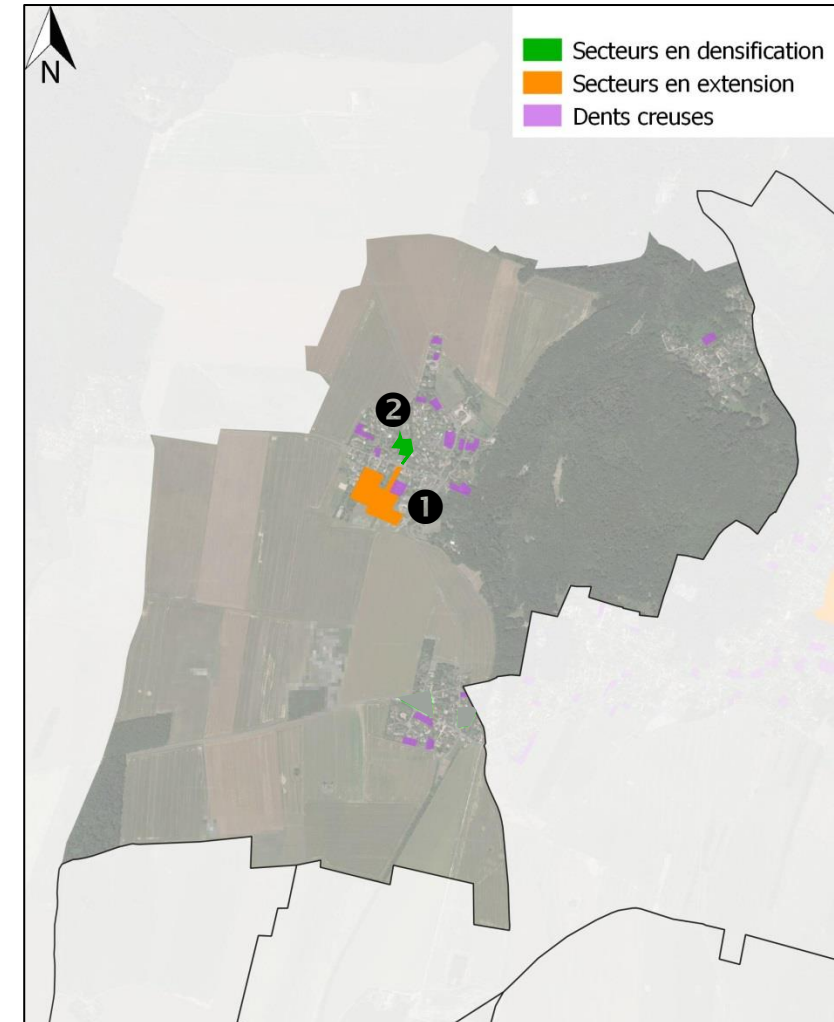 N
Secteurs en densification
Secteurs en extension
Dents creuses
2
1